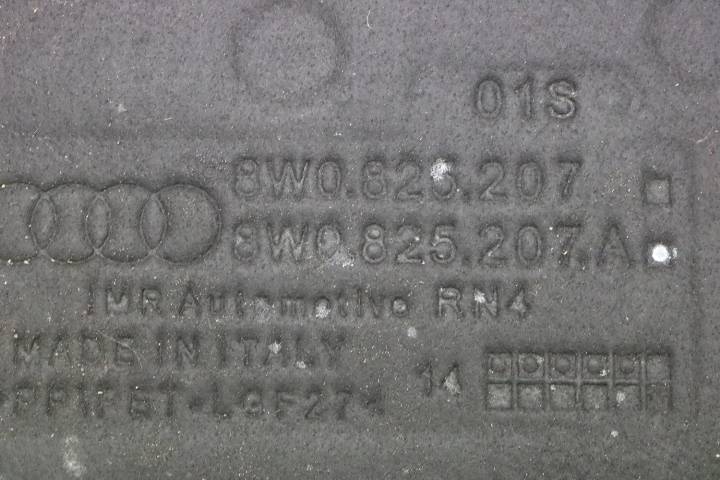 01S
8W0.825.207
8W0.825.207.A
IMR Automotive RN4
MADE IN ITALY
14